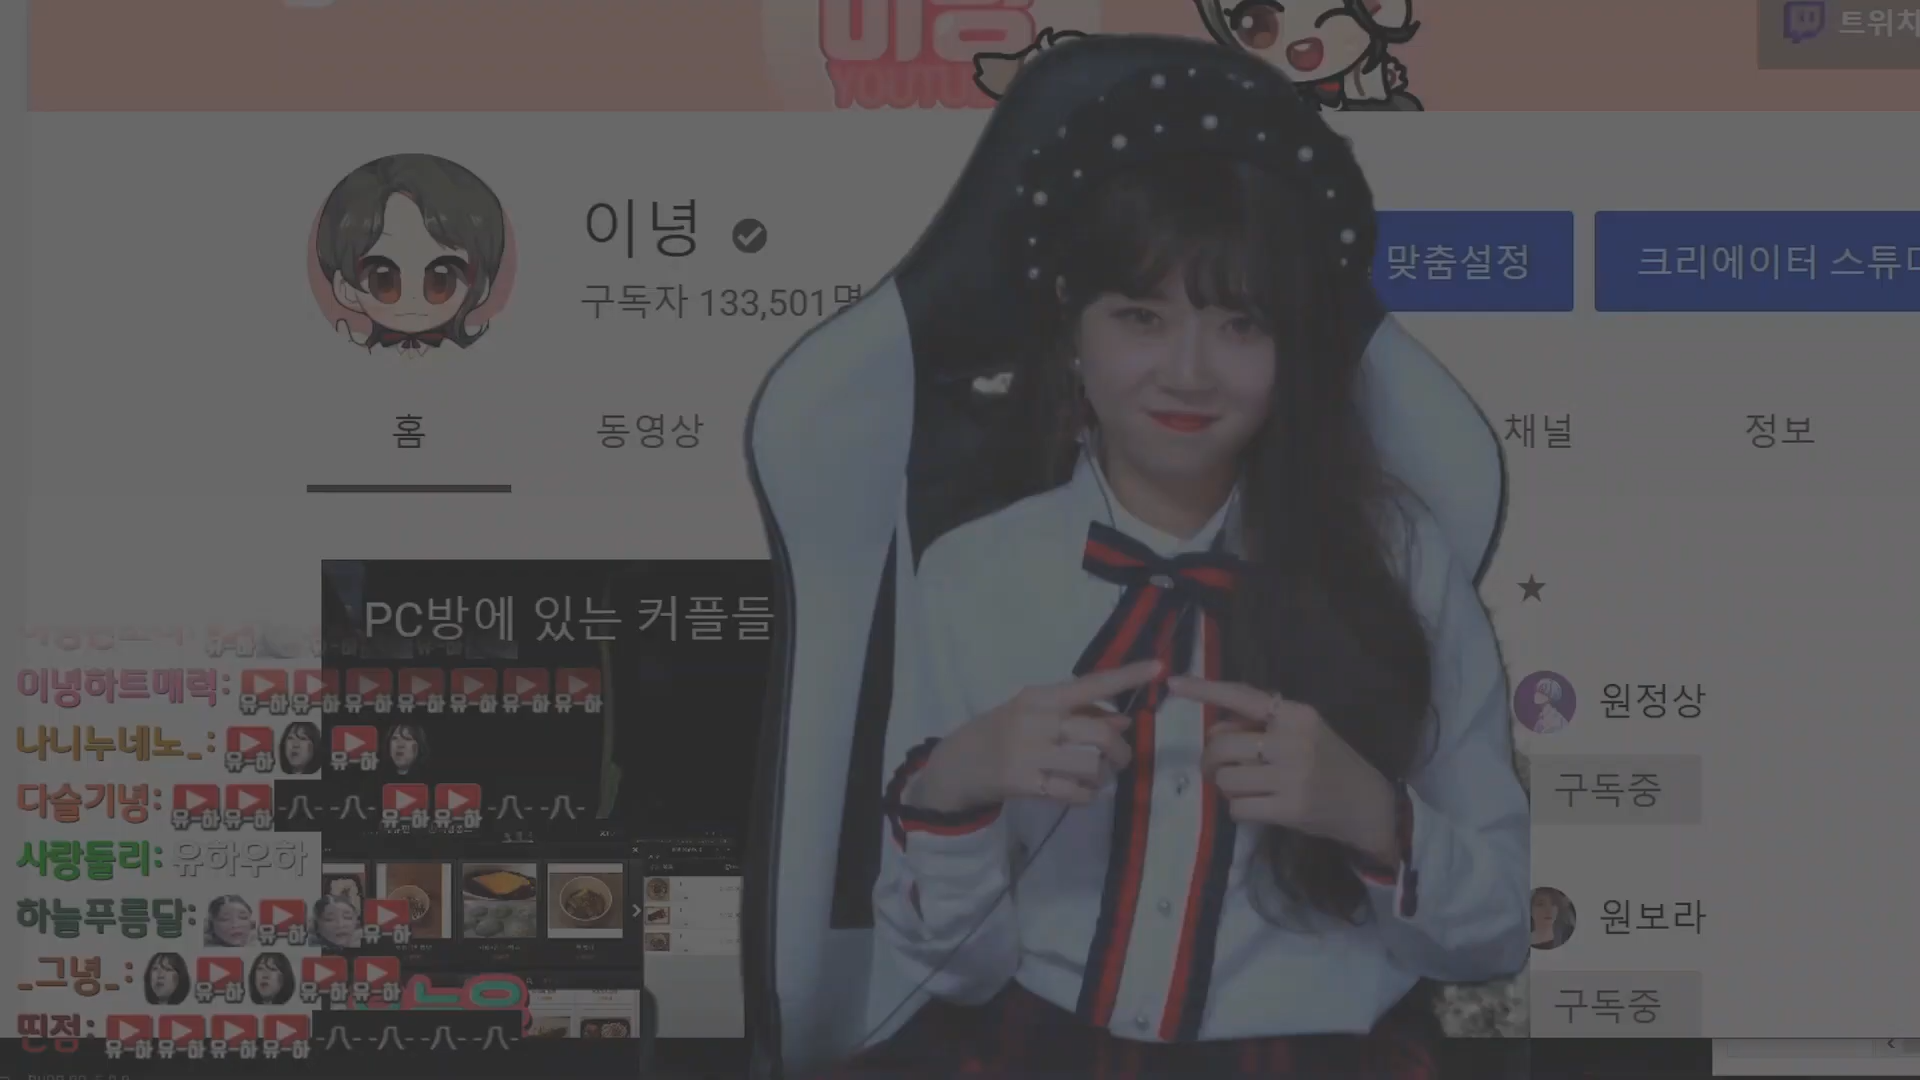 이녕
YOUTU
트위치
이녕
구독자 133,501명
맞춤설정
크리에이터 스튜디
홈
동영상
채널
정보
PC방에 있는 커플들
이녕하트매력: 유-하 유-하 유-하 유-하 유-하 유-하 유-하
나니누네노_: 유-하 유-하
다슬기녕: 유-하 유-하 -八- -八- 유-하 유-하 -八- -八-
사랑둘리: 유하우하
하늘푸름달: 유-하 유-하
_그녕_: 유-하 유-하 유-하
띤점: 유-하 유-하 유-하 유-하 -八- -八- -八- -八-
원정상
구독중
원보라
구독중